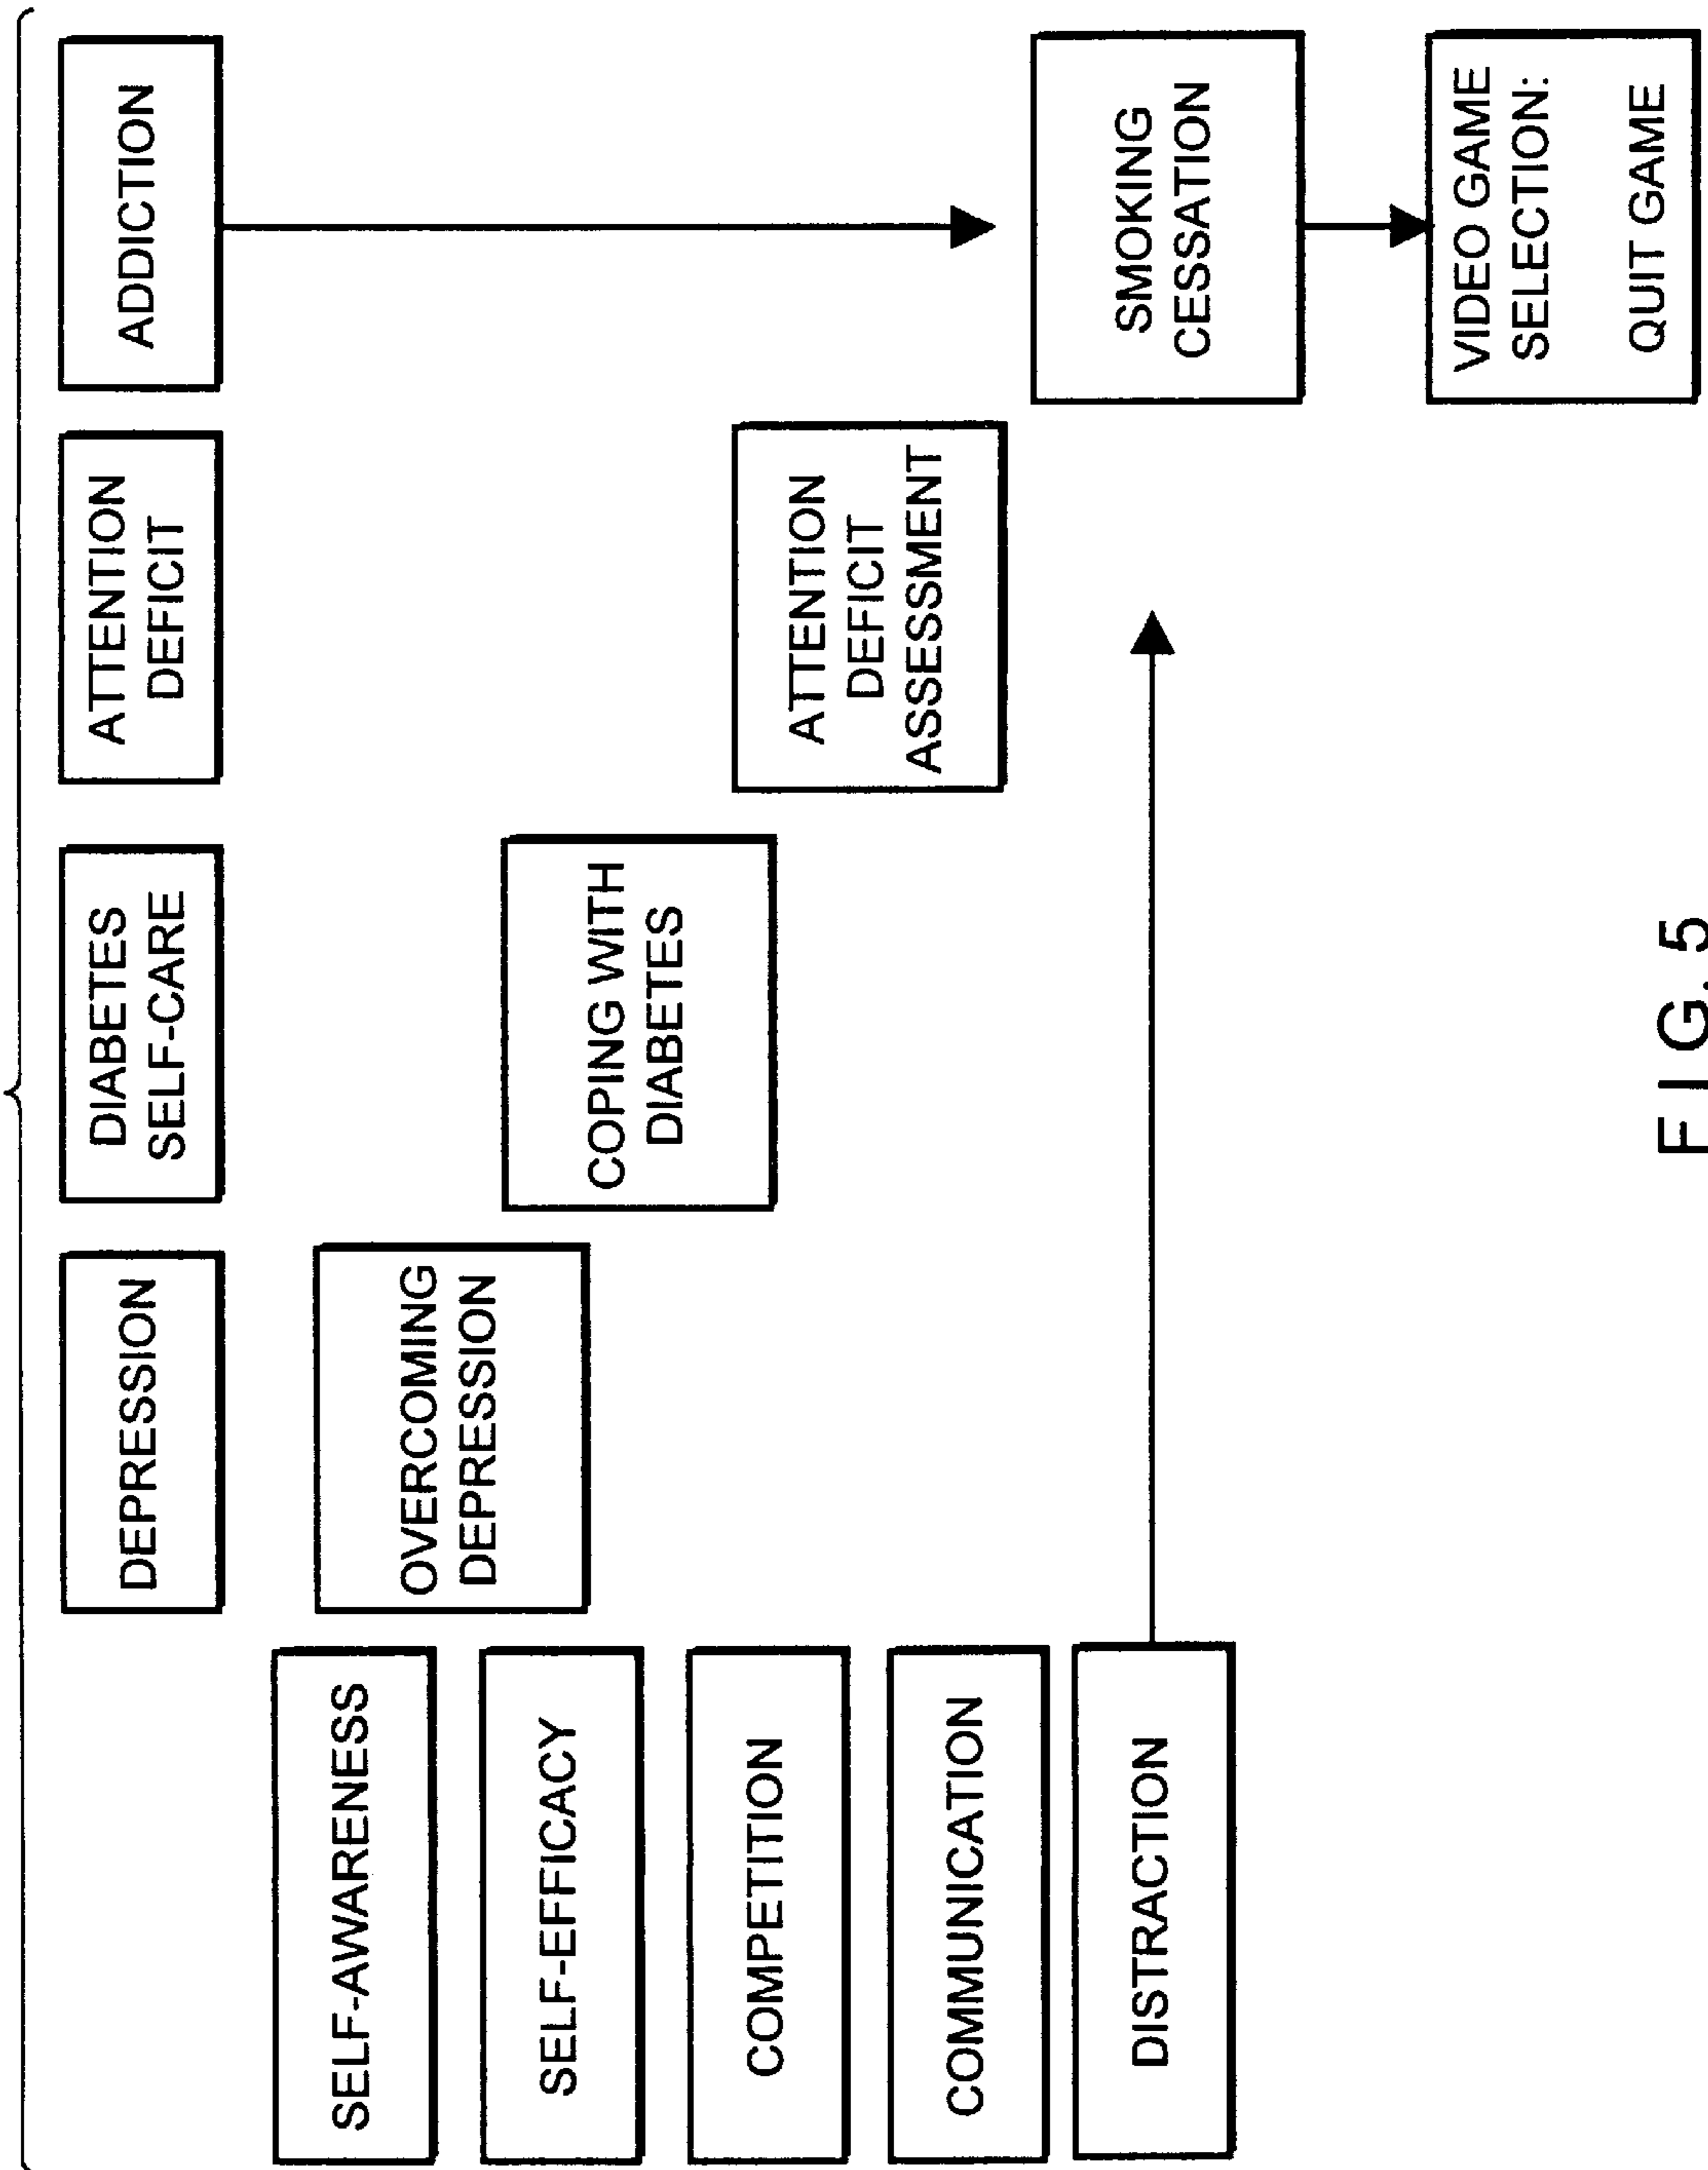 DEPRESSION
DIABETES
SELF-CARE
ATTENTION
DEFICIT
ADDICTION
SELF-AWARENESS
OVERCOMING
DEPRESSION
SELF-EFFICACY
COPING WITH
DIABETES
COMPETITION
ATTENTION
DEFICIT
ASSESSMENT
COMMUNICATION
DISTRACTION
SMOKING
CESSATION
VIDEO GAME
SELECTION:
QUIT GAME
FIG. 5